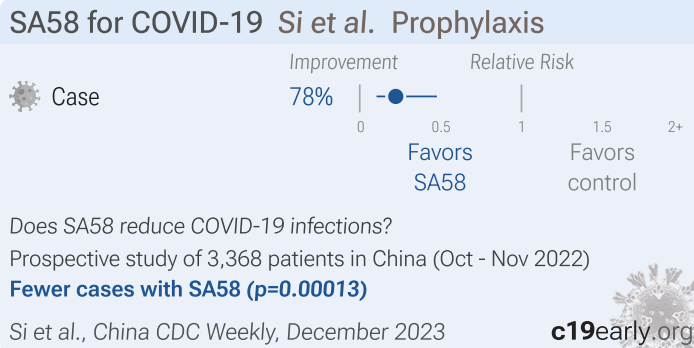 SA58 for COVID-19 Si et al. Prophylaxis
Improvement Relative Risk
Case 78%
0 0.5 1 1.5 2+
Favors Favors
SA58 control
Does SA58 reduce COVID-19 infections?
Prospective study of 3,368 patients in China (Oct - Nov 2022)
Fewer cases with SA58 (p=0.00013)
Si et al., China CDC Weekly, December 2023
c19early.org